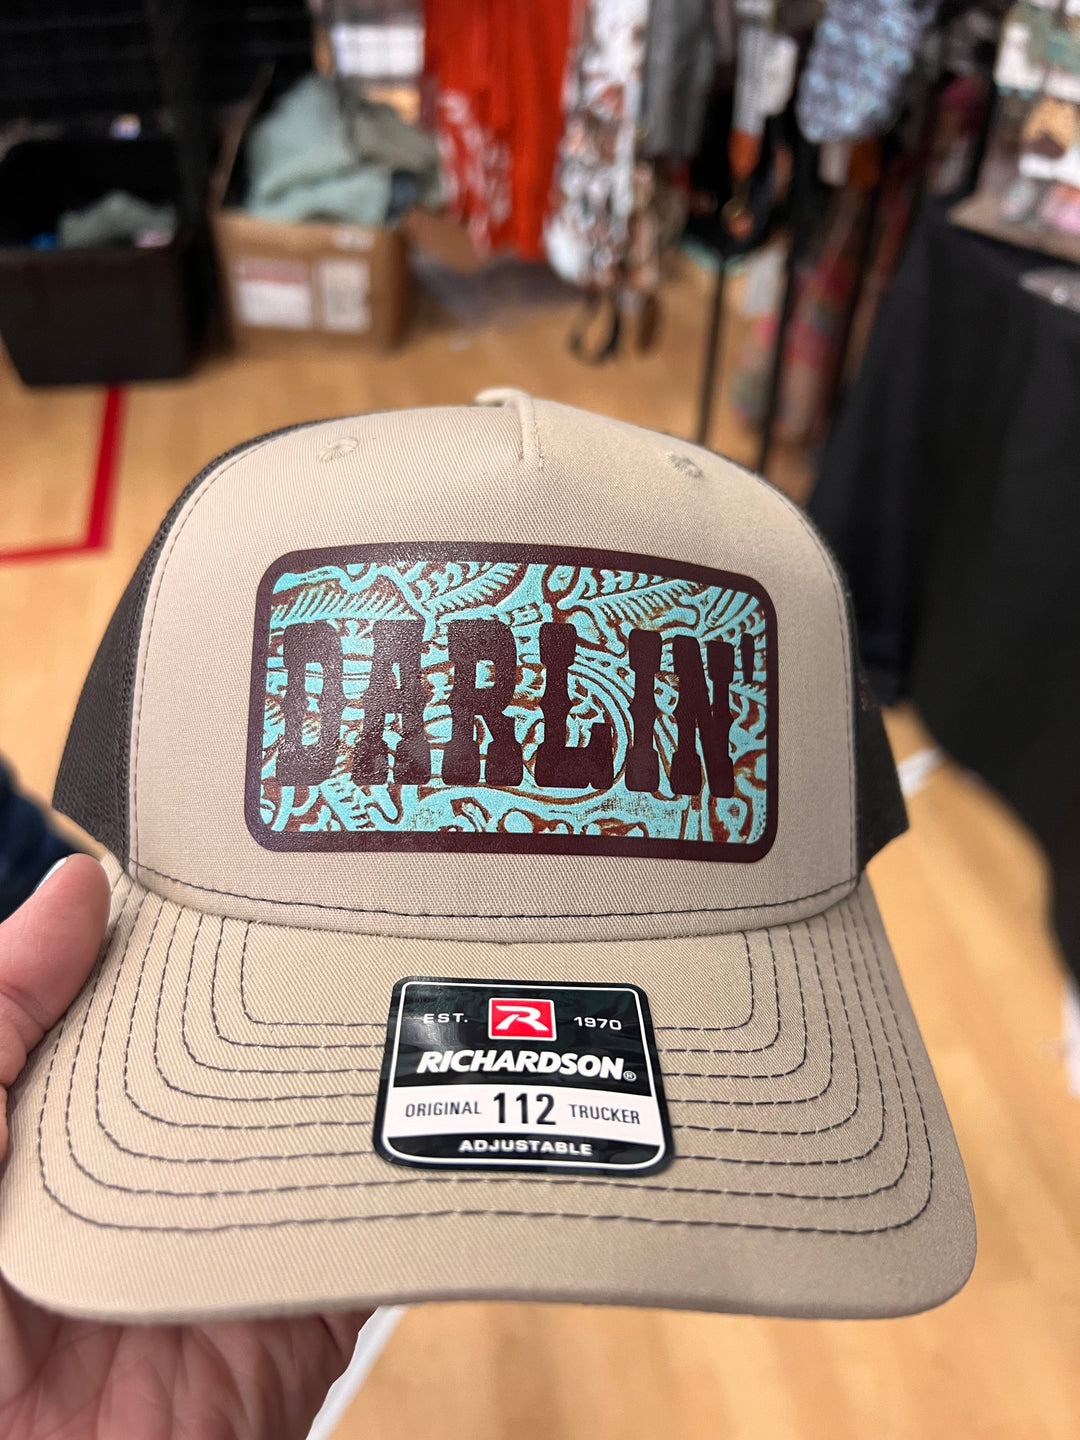 DARLIN'
EST. R 1970
RICHARDSON®
ORIGINAL 112 TRUCKER
ADJUSTABLE